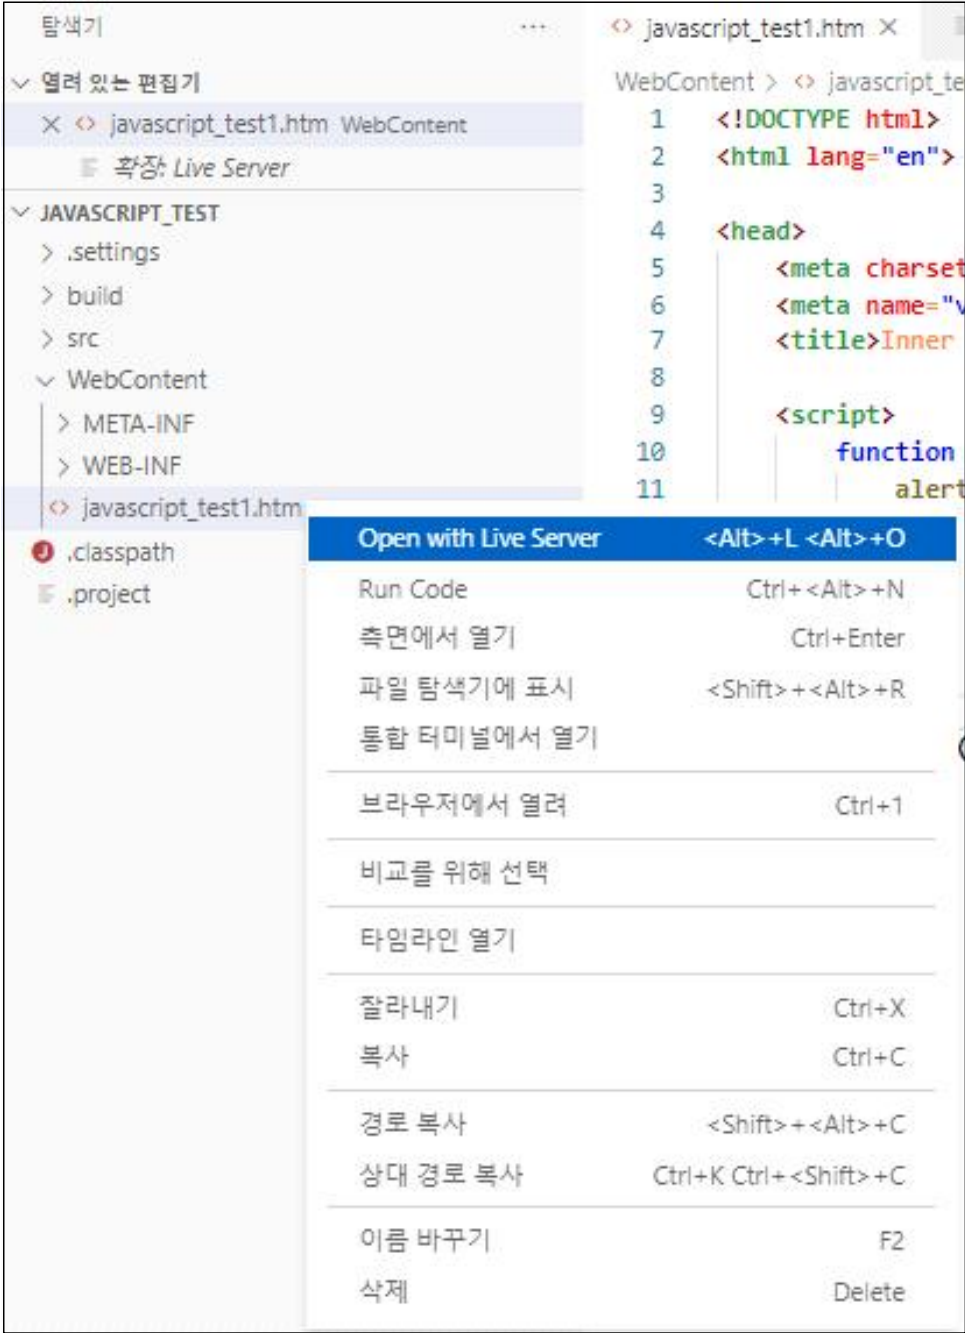 탐색기 ···
열려 있는 편집기
javascript_test1.htm WebContent
확장: Live Server
JAVASCRIPT_TEST
.settings
build
src
WebContent
META-INF
WEB-INF
javascript_test1.htm
.classpath
.project
javascript_test1.htm
WebContent > javascript_te
1 <!DOCTYPE html>
2 <html lang="en">
3
4 <head>
5 <meta charset
6 <meta name="v
7 <title>Inner
8
9 <script>
10 function
11 alert
Open with Live Server <Alt>+L <Alt>+O
Run Code Ctrl+<Alt>+N
측면에서 열기 Ctrl+Enter
파일 탐색기에 표시 <Shift>+<Alt>+R
통합 터미널에서 열기
브라우저에서 열려 Ctrl+1
비교를 위해 선택
타임라인 열기
잘라내기 Ctrl+X
복사 Ctrl+C
경로 복사 <Shift>+<Alt>+C
상대 경로 복사 Ctrl+K Ctrl+<Shift>+C
이름 바꾸기 F2
삭제 Delete